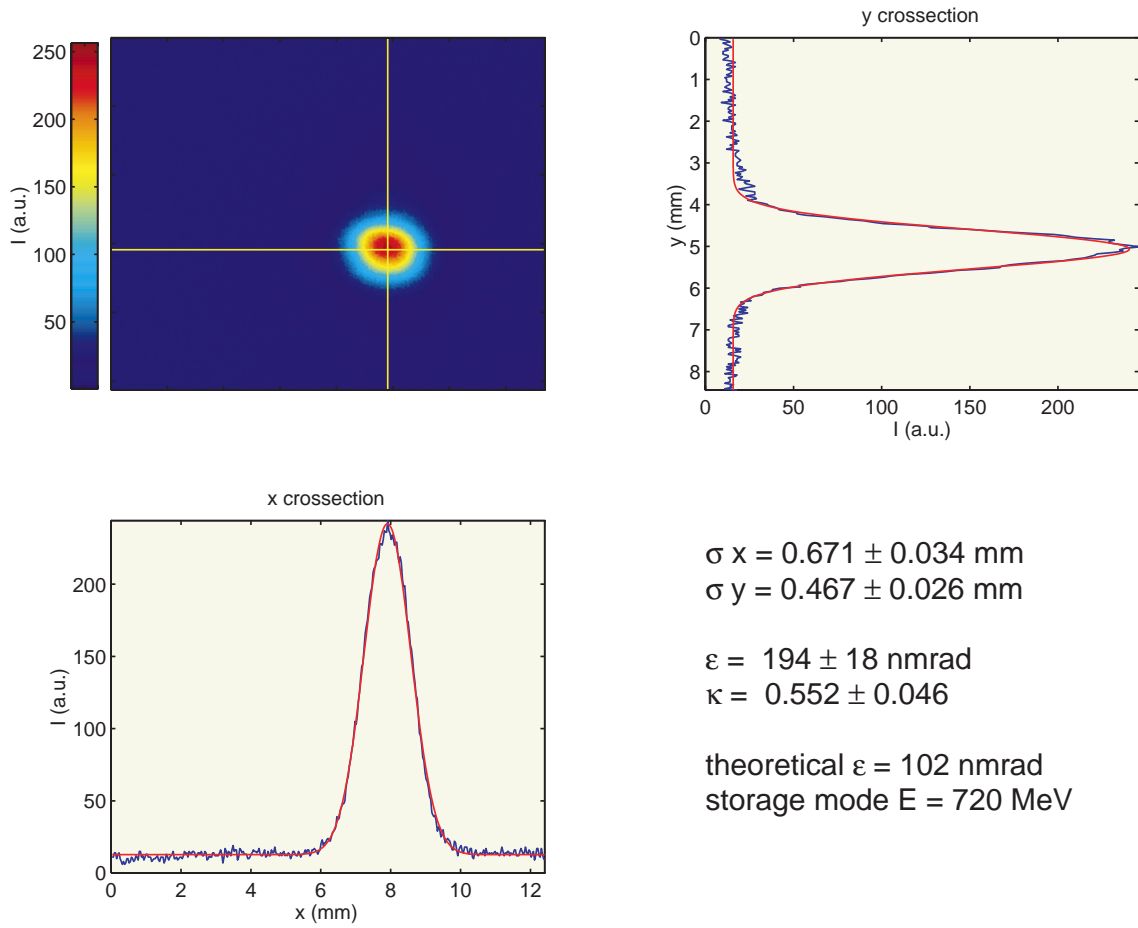 250
200
150
100
50
I (a.u.)
y crossection
0
1
2
3
4
5
6
7
8
y (mm)
0 50 100 150 200
I (a.u.)
x crossection
200
150
100
50
0
I (a.u.)
0 2 4 6 8 10 12
x (mm)
σ x = 0.671 ± 0.034 mm
σ y = 0.467 ± 0.026 mm
ε = 194 ± 18 nmrad
κ = 0.552 ± 0.046
theoretical ε = 102 nmrad
storage mode E = 720 MeV